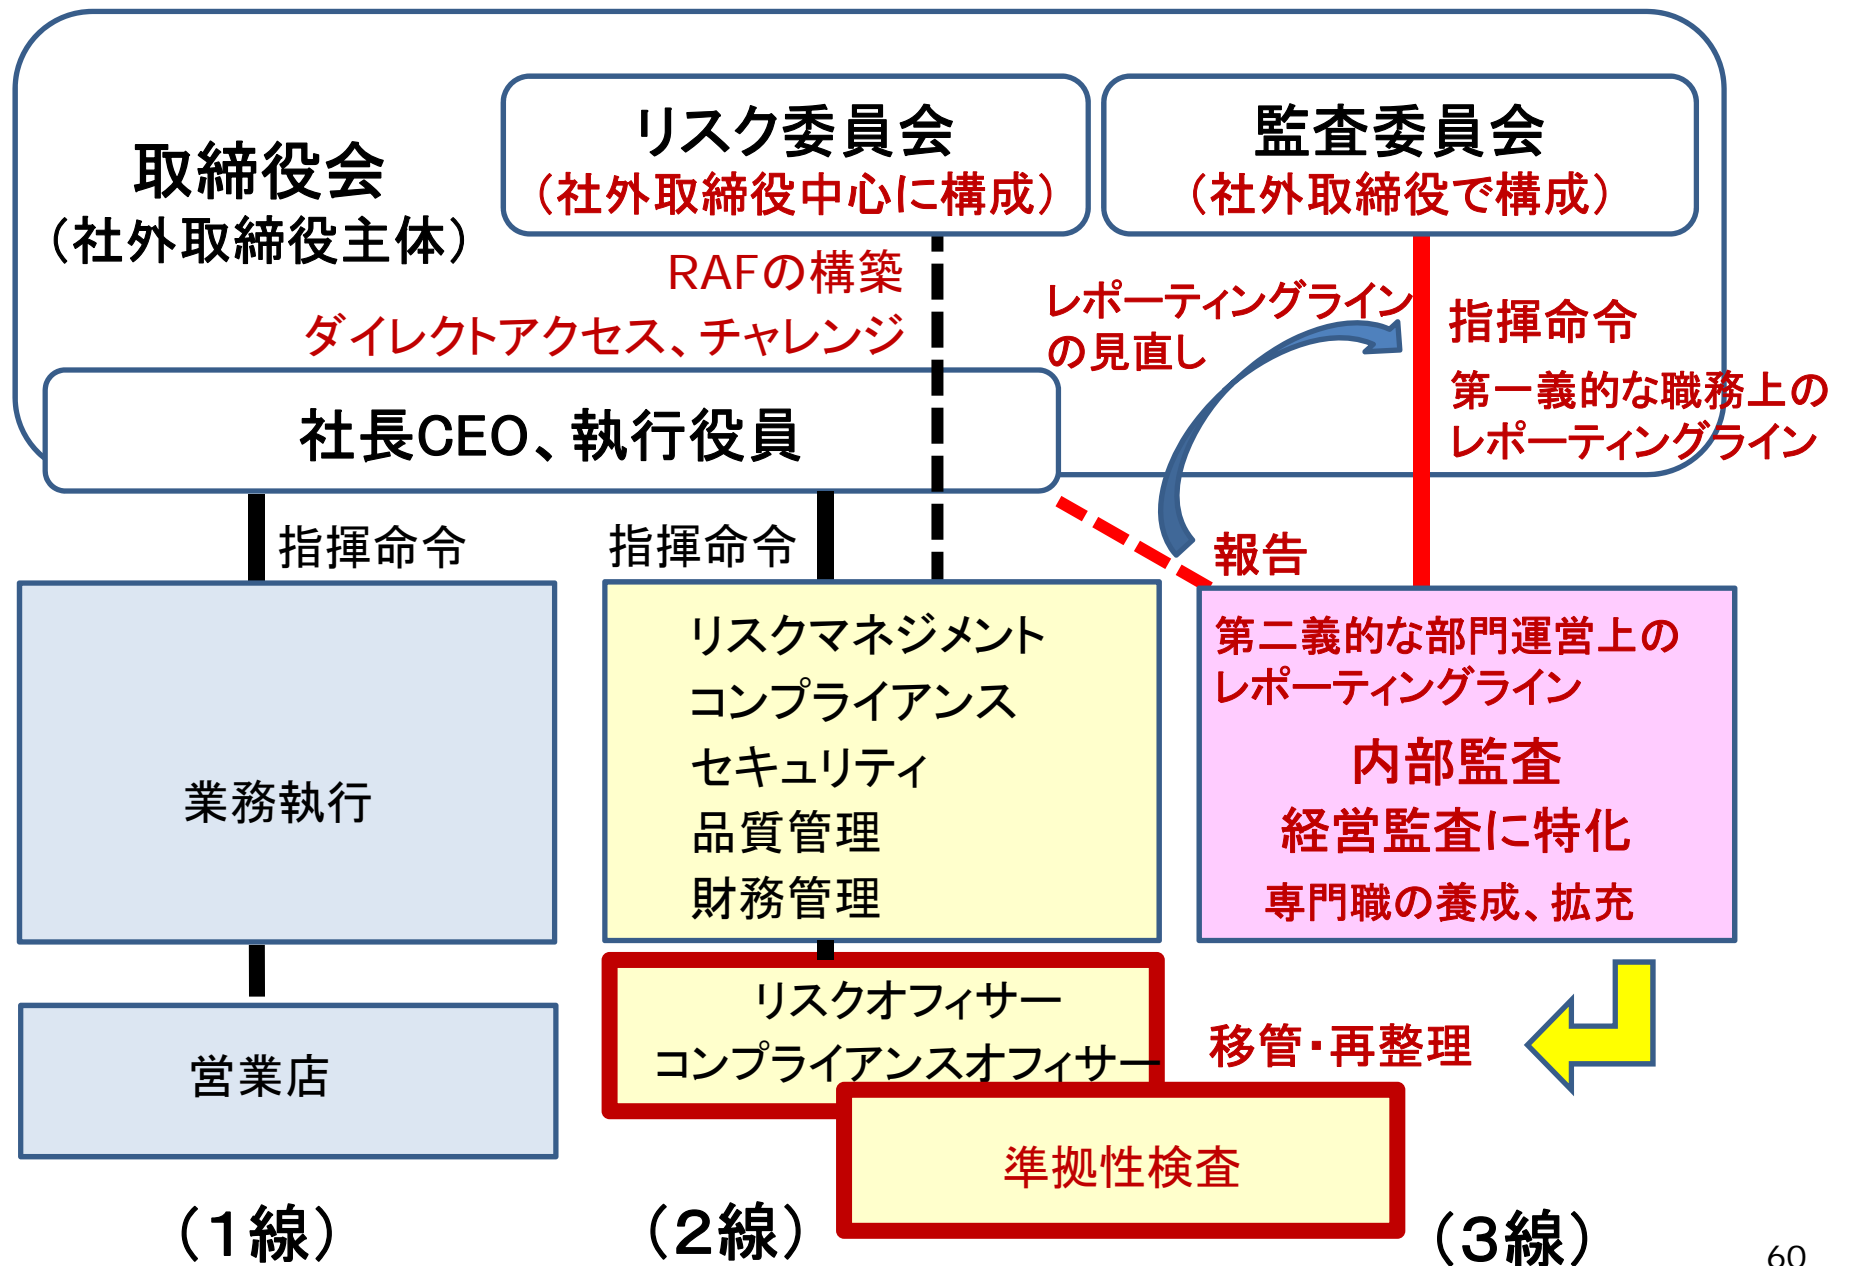 取締役会
（社外取締役主体）
リスク委員会
（社外取締役中心に構成）
監査委員会
（社外取締役で構成）
RAFの構築
ダイレクトアクセス、チャレンジ
レポーティングライン
の見直し
指揮命令
第一義的な職務上の
レポーティングライン
社長CEO、執行役員
指揮命令
指揮命令
報告
業務執行
リスクマネジメント
コンプライアンス
セキュリティ
品質管理
財務管理
第二義的な部門運営上の
レポーティングライン
内部監査
経営監査に特化
専門職の養成、拡充
営業店
リスクオフィサー
コンプライアンスオフィサー
移管・再整理
準拠性検査
（1線）
（2線）
（3線）
60